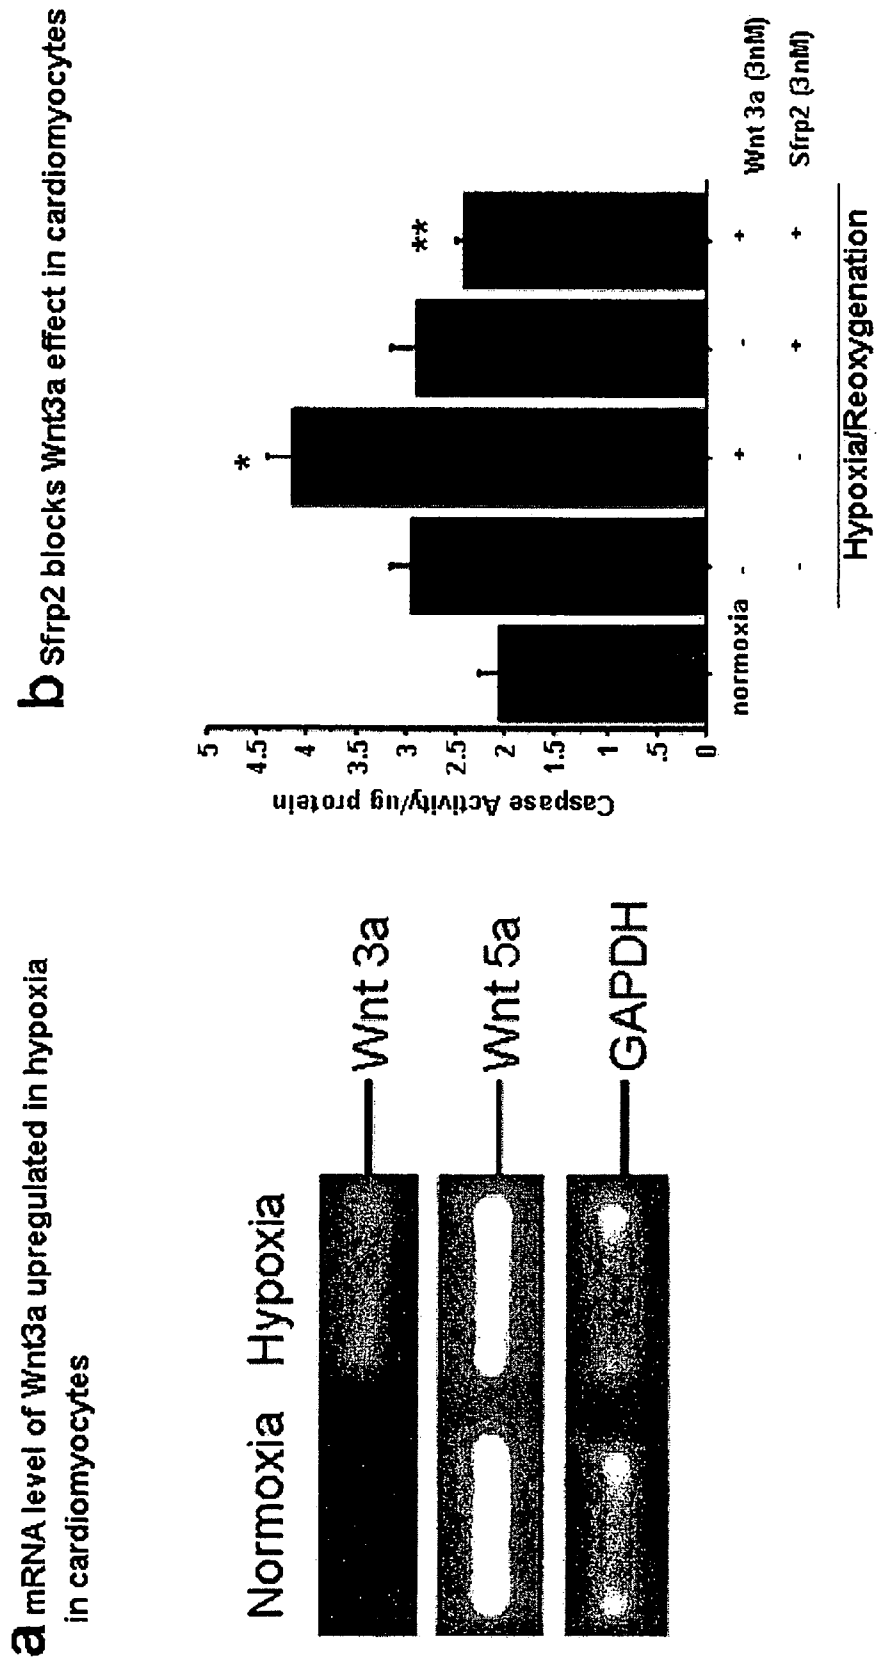 a mRNA level of Wnt3a upregulated in hypoxia
in cardiomyocytes
Normoxia Hypoxia
Wnt 3a
Wnt 5a
GAPDH
b Sfrp2 blocks Wnt3a effect in cardiomyocytes
Caspase Activity/ug protein
5
4.5
4
3.5
3
2.5
2
1.5
1
.5
0
*
**
normoxia
- + - + Wnt 3a (3nM)
- - + + Sfrp2 (3nM)
Hypoxia/Reoxygenation